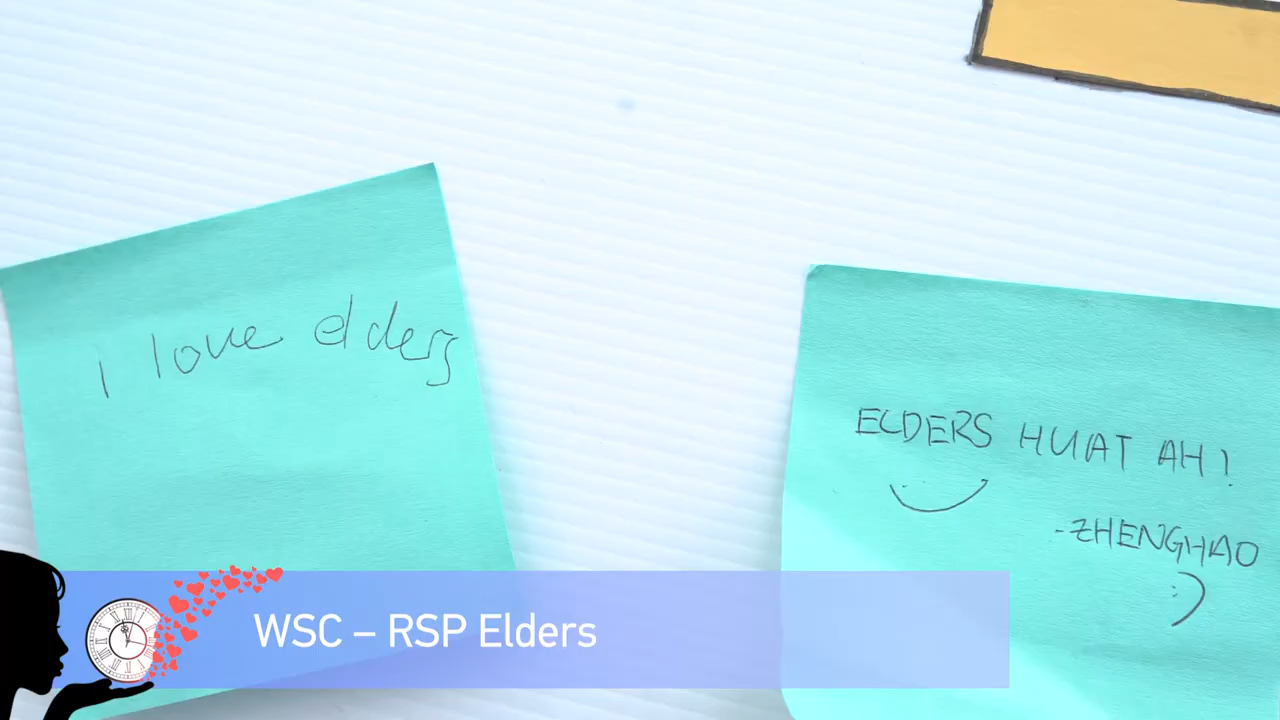 i love elders
ELDERS HUAT AH!
-ZHENGHAO
:)
WSC – RSP Elders